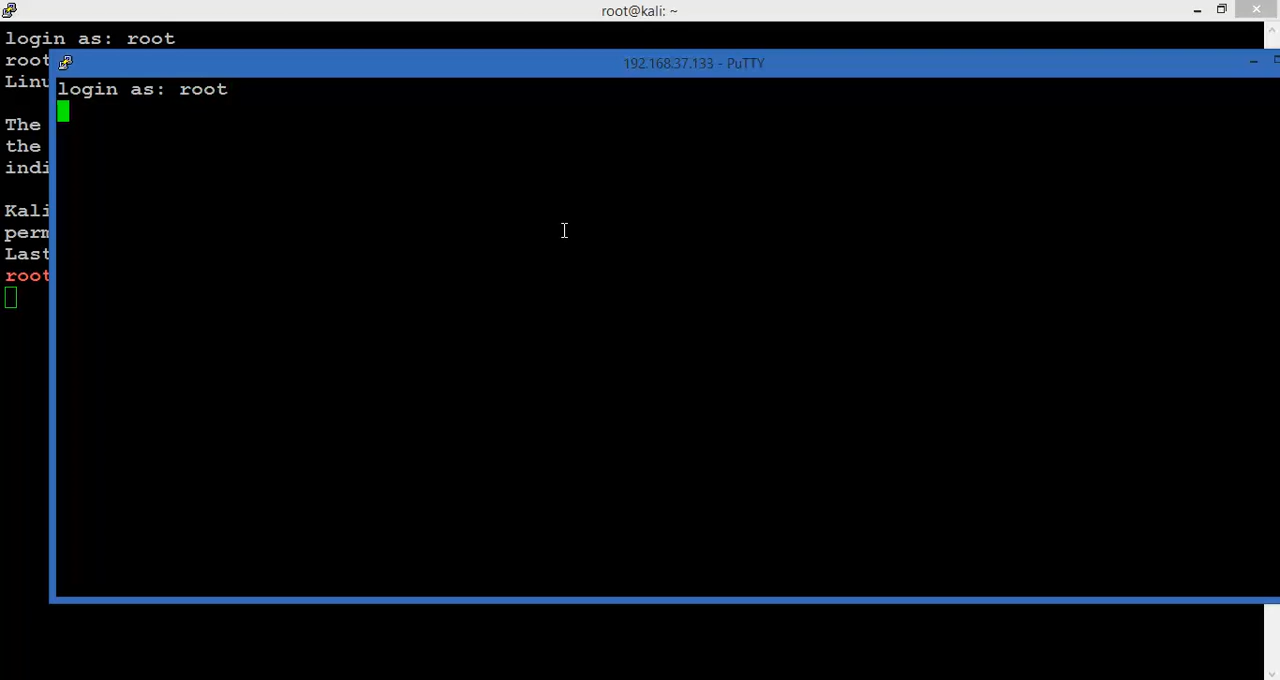 root@kali: ~
login as: root
root
Linu
The
the
indi
Kali
perm
Last
root
192.168.37.133 - PuTTY
login as: root